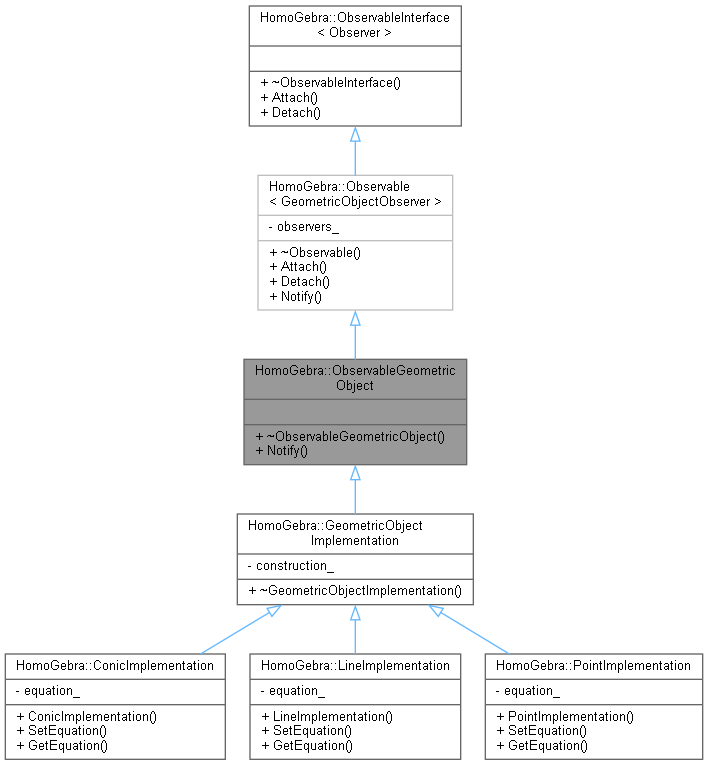 HomoGebra::ObservableInterface
< Observer >
+ ~ObservableInterface()
+ Attach()
+ Detach()
HomoGebra::Observable
< GeometricObjectObserver >
- observers_
+ ~Observable()
+ Attach()
+ Detach()
+ Notify()
HomoGebra::ObservableGeometric
Object
+ ~ObservableGeometricObject()
+ Notify()
HomoGebra::GeometricObject
Implementation
- construction_
+ ~GeometricObjectImplementation()
HomoGebra::ConicImplementation
- equation_
+ ConicImplementation()
+ SetEquation()
+ GetEquation()
HomoGebra::LineImplementation
- equation_
+ LineImplementation()
+ SetEquation()
+ GetEquation()
HomoGebra::PointImplementation
- equation_
+ PointImplementation()
+ SetEquation()
+ GetEquation()